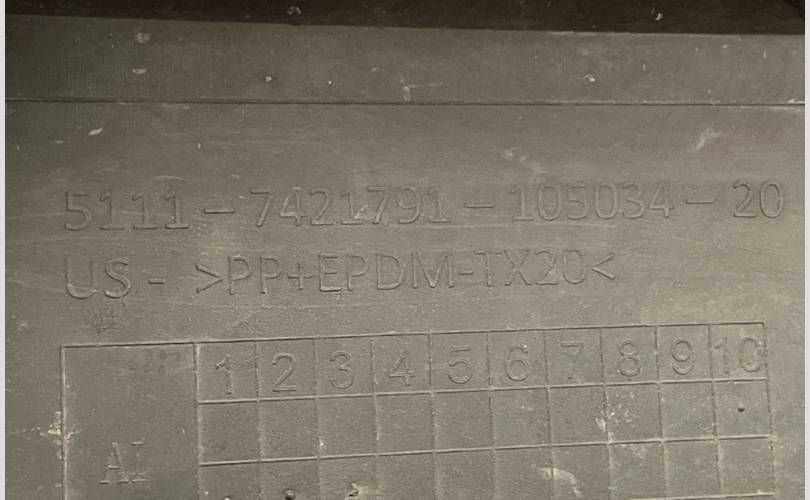 5111 - 7421791 - 105034 - 20
US - >PP+EPDM-TX20<
1 2 3 4 5 6 7 8 9 10
AI